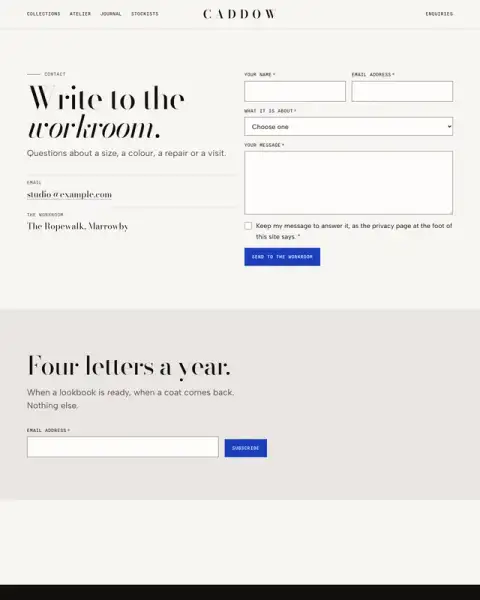 COLLECTIONS ATELIER JOURNAL STOCKISTS CADDOW ENQUIRIES
CONTACT
Write to the
workroom.
Questions about a size, a colour, a repair or a visit.
EMAIL
studio@example.com
THE WORKROOM
The Ropewalk, Marrowby
YOUR NAME* EMAIL ADDRESS*
WHAT IT IS ABOUT*
Choose one
YOUR MESSAGE*
Keep my message to answer it, as the privacy page at the foot of
this site says. *
SEND TO THE WORKROOM
Four letters a year.
When a lookbook is ready, when a coat comes back.
Nothing else.
EMAIL ADDRESS*
SUBSCRIBE